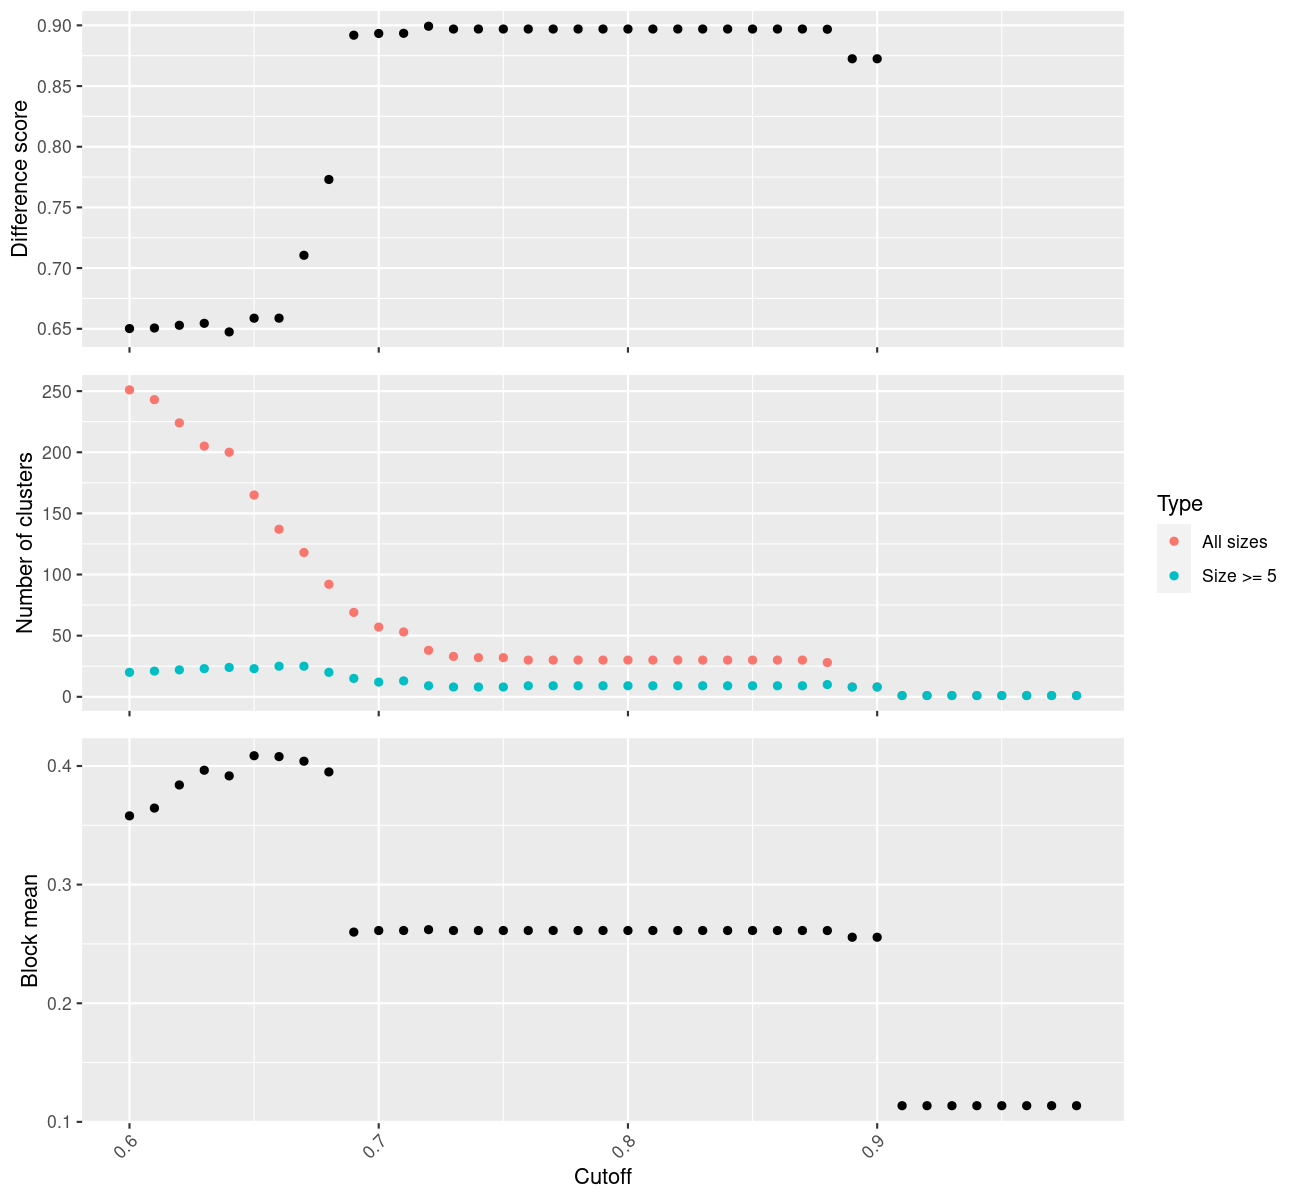 Difference score
0.90
0.85
0.80
0.75
0.70
0.65
Number of clusters
250
200
150
100
50
0
Type
All sizes
Size >= 5
Block mean
0.4
0.3
0.2
0.1
0.6
0.7
0.8
0.9
Cutoff